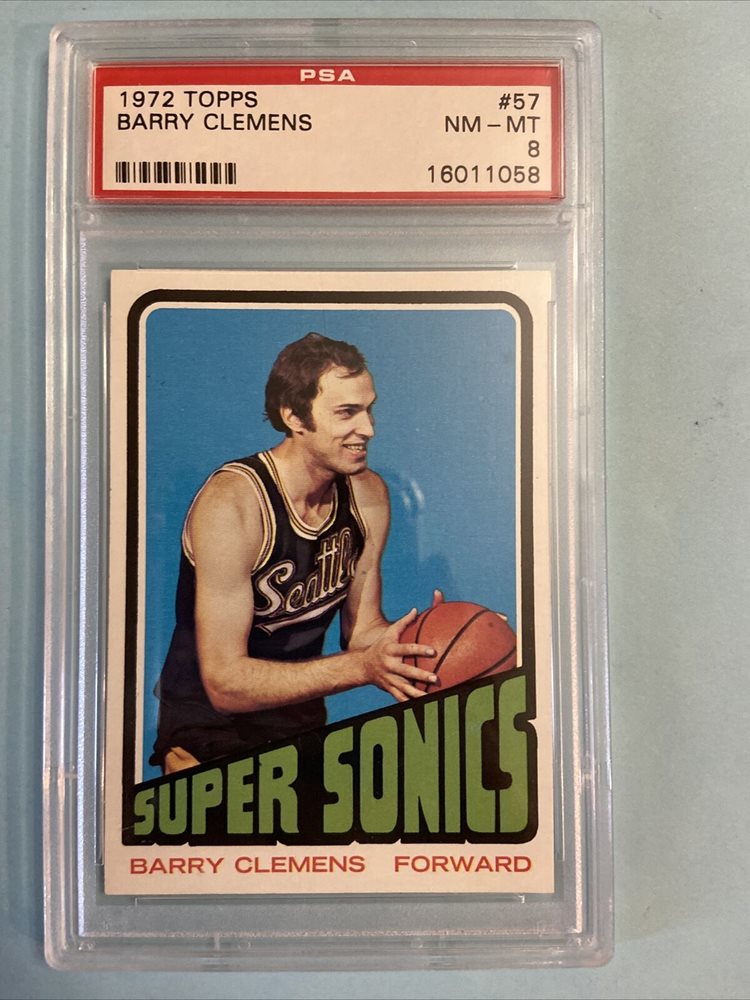 PSA
1972 TOPPS #57
BARRY CLEMENS NM - MT
8
16011058
Seattle
SUPER SONICS
BARRY CLEMENS FORWARD